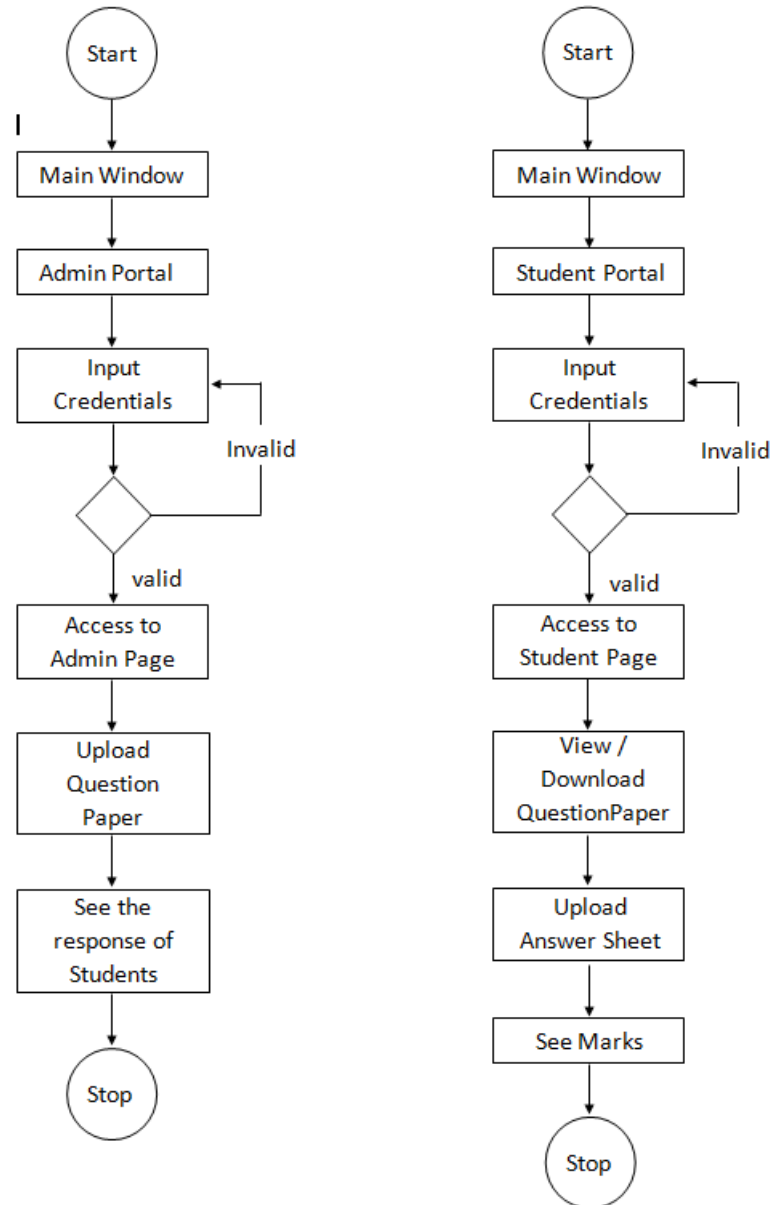 Start
Main Window
Admin Portal
Input
Credentials
Invalid
valid
Access to
Admin Page
Upload
Question
Paper
See the
response of
Students
Stop
Start
Main Window
Student Portal
Input
Credentials
Invalid
valid
Access to
Student Page
View /
Download
QuestionPaper
Upload
Answer Sheet
See Marks
Stop